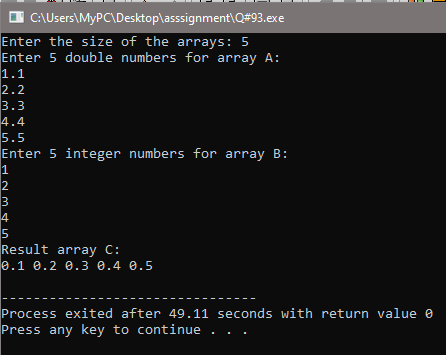 C:\Users\MyPC\Desktop\asssignment\Q#93.exe
Enter the size of the arrays: 5
Enter 5 double numbers for array A:
1.1
2.2
3.3
4.4
5.5
Enter 5 integer numbers for array B:
1
2
3
4
5
Result array C:
0.1 0.2 0.3 0.4 0.5
--------------------------------
Process exited after 49.11 seconds with return value 0
Press any key to continue . . .